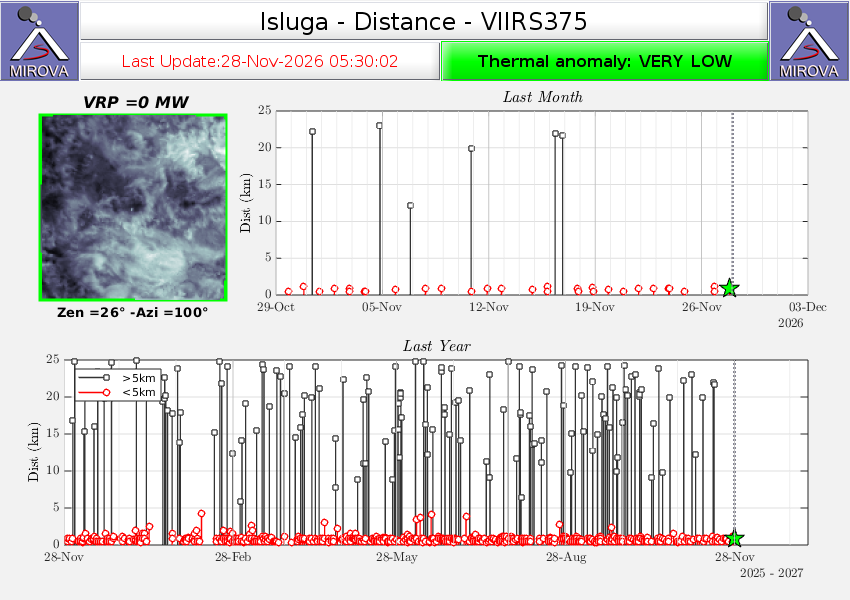 Isluga - Distance - VIIRS375
MIROVA
Last Update:28-Nov-2026 05:30:02
Thermal anomaly: VERY LOW
MIROVA
VRP =0 MW
Zen =26° -Azi =100°
Last Month
Dist (km)
25
20
15
10
5
0
29-Oct
05-Nov
12-Nov
19-Nov
26-Nov
03-Dec
2026
Last Year
Dist (km)
25
20
15
10
5
0
>5km
<5km
28-Nov
28-Feb
28-May
28-Aug
28-Nov
2025 - 2027